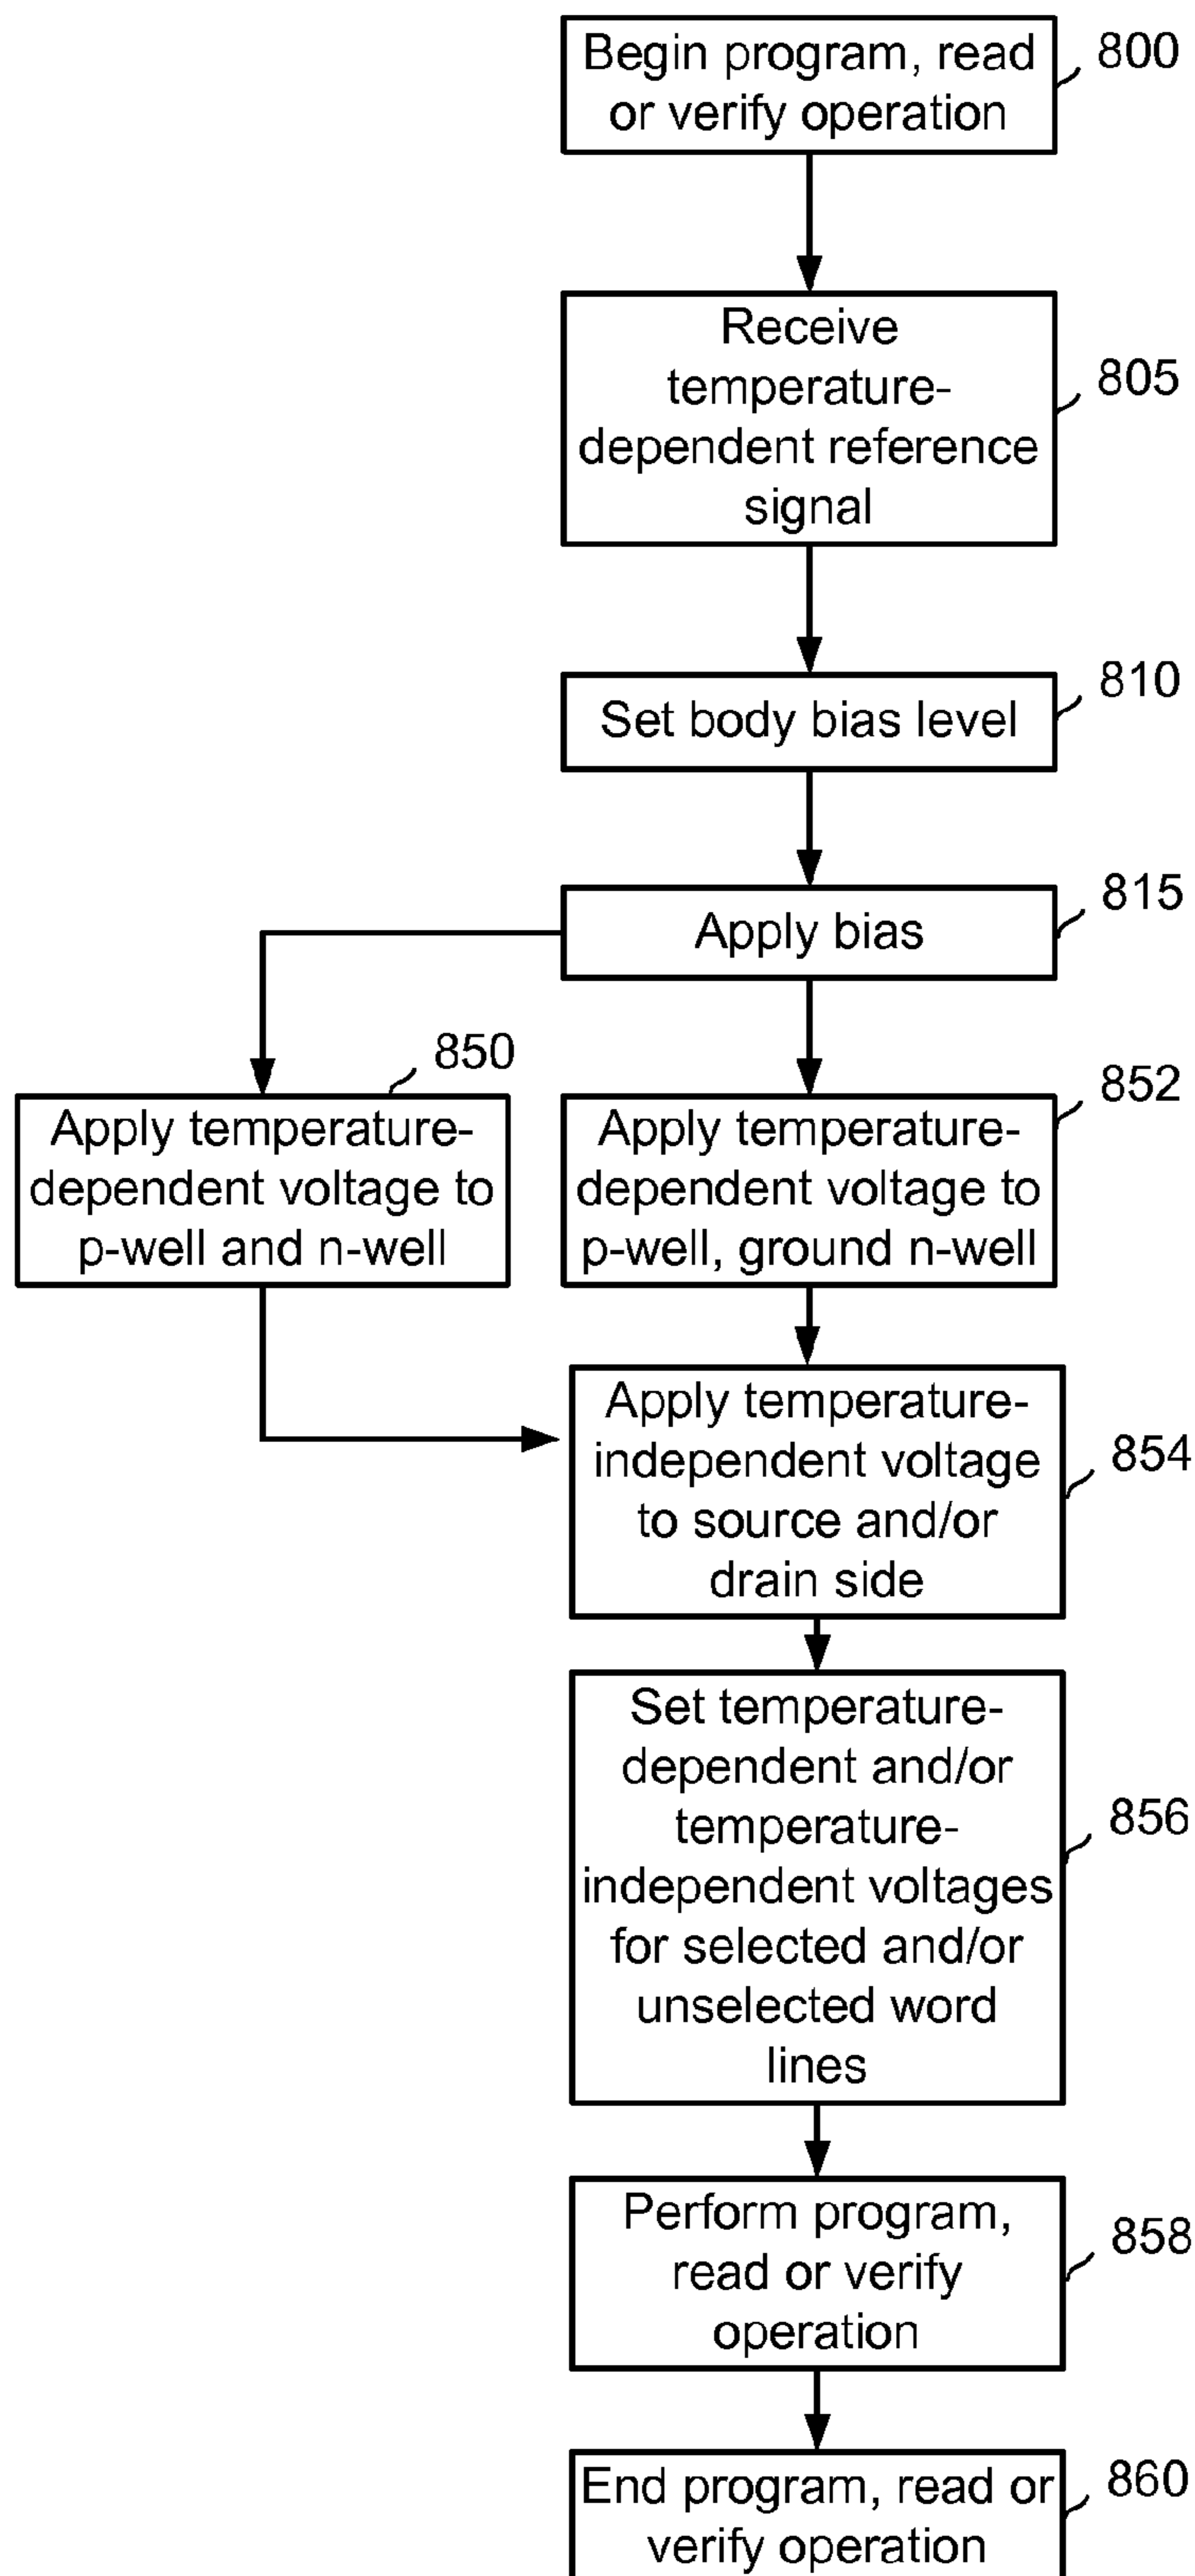 Begin program, read
or verify operation
800
Receive
temperature-
dependent reference
signal
805
Set body bias level
810
Apply bias
815
850
Apply temperature-
dependent voltage to
p-well and n-well
852
Apply temperature-
dependent voltage to
p-well, ground n-well
Apply temperature-
independent voltage
to source and/or
drain side
854
Set temperature-
dependent and/or
temperature-
independent voltages
for selected and/or
unselected word
lines
856
Perform program,
read or verify
operation
858
End program, read or
verify operation
860